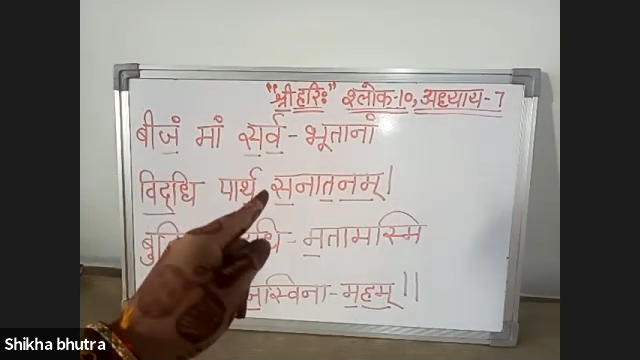 "श्रीहरिः" श्लोक-10, अध्याय-7
बीजं मां सर्व-भूतानां
विद्धि पार्थ सनातनम्।
मतामस्मि
महम्।।
Shikha bhutra